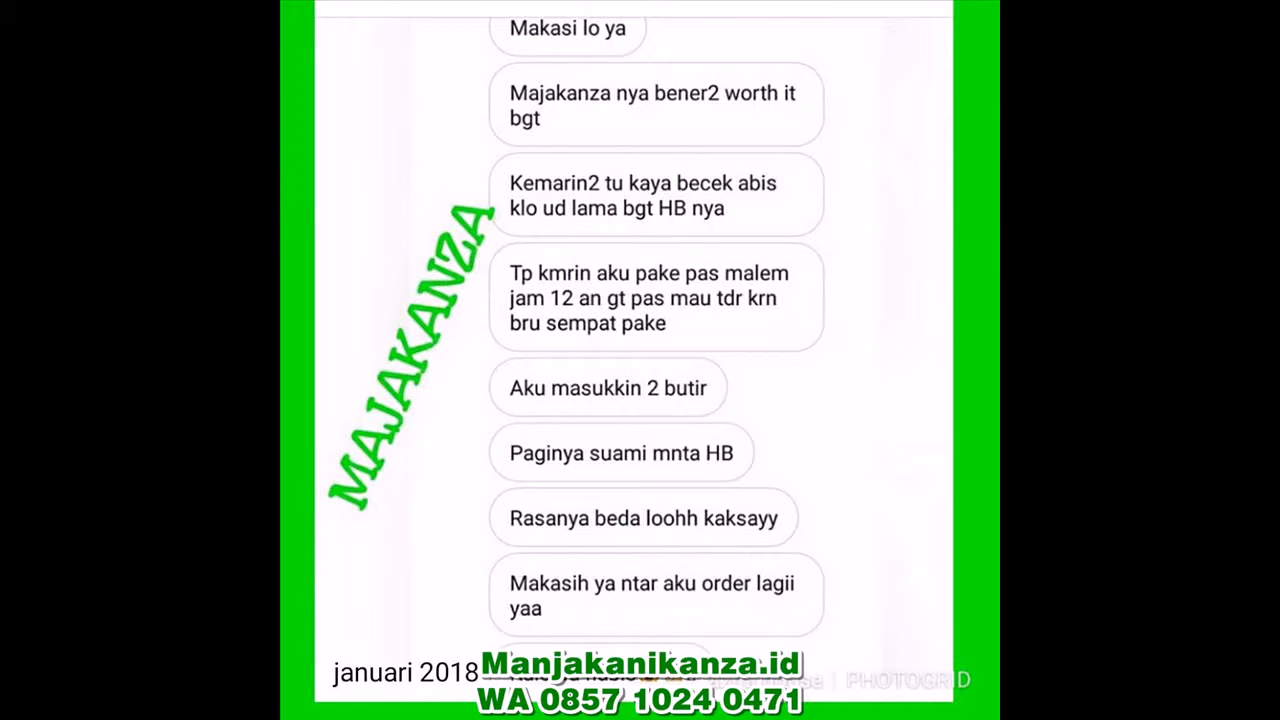 Makasi lo ya
Majakanza nya bener2 worth it
bgt
Kemarin2 tu kaya becek abis
klo ud lama bgt HB nya
MAJAKANZA
Tp kmrin aku pake pas malem
jam 12 an gt pas mau tdr krn
bru sempat pake
Aku masukkin 2 butir
Paginya suami mnta HB
Rasanya beda loohh kaksayy
Makasih ya ntar aku order lagii
yaa
januari 2018
Manjakanikanza.id
WA 0857 1024 0471
PHOTOGRID